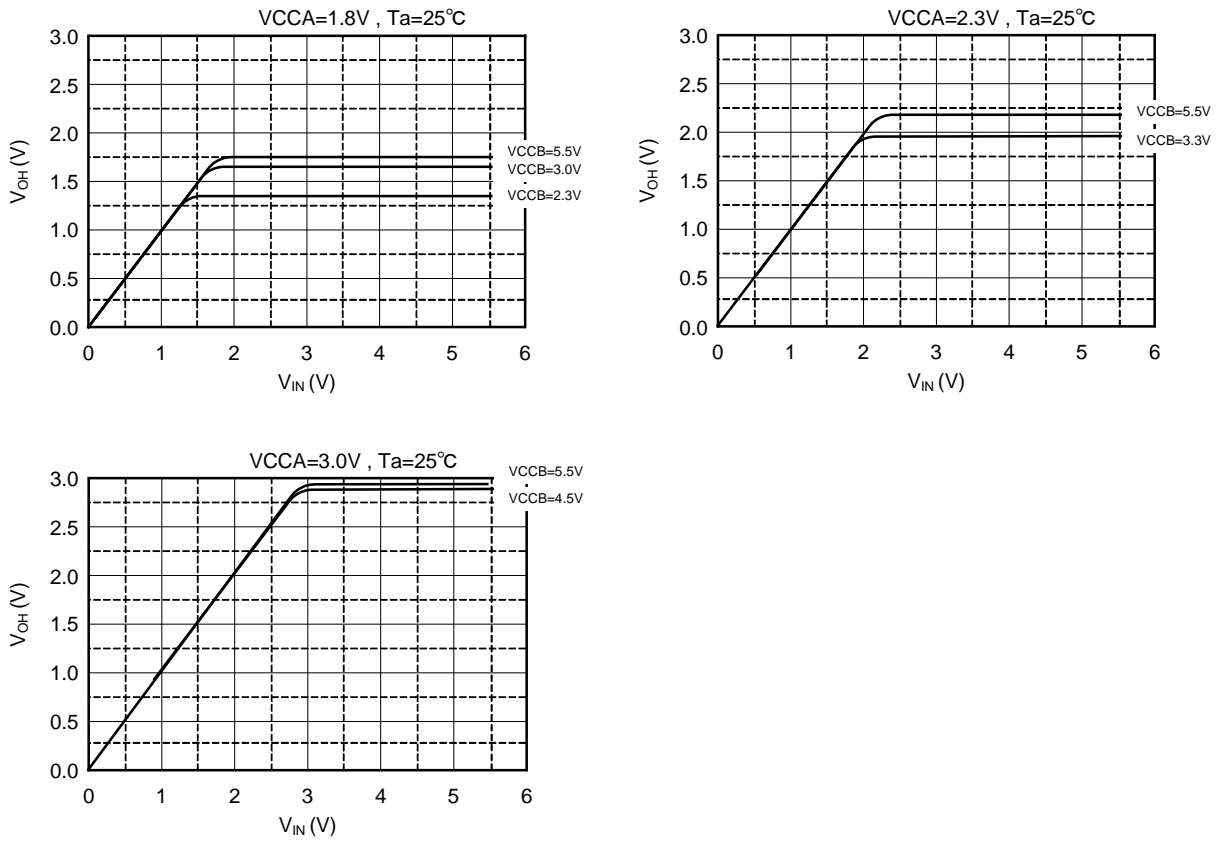 VCCA=1.8V , Ta=25°C
3.0
2.5
2.0
1.5
1.0
0.5
0.0
VOH (V)
VCCB=5.5V
VCCB=3.0V
VCCB=2.3V
0 1 2 3 4 5 6
VIN (V)
VCCA=2.3V , Ta=25°C
3.0
2.5
2.0
1.5
1.0
0.5
0.0
VOH (V)
VCCB=5.5V
VCCB=3.3V
0 1 2 3 4 5 6
VIN (V)
VCCA=3.0V , Ta=25°C
3.0
2.5
2.0
1.5
1.0
0.5
0.0
VOH (V)
VCCB=5.5V
VCCB=4.5V
0 1 2 3 4 5 6
VIN (V)